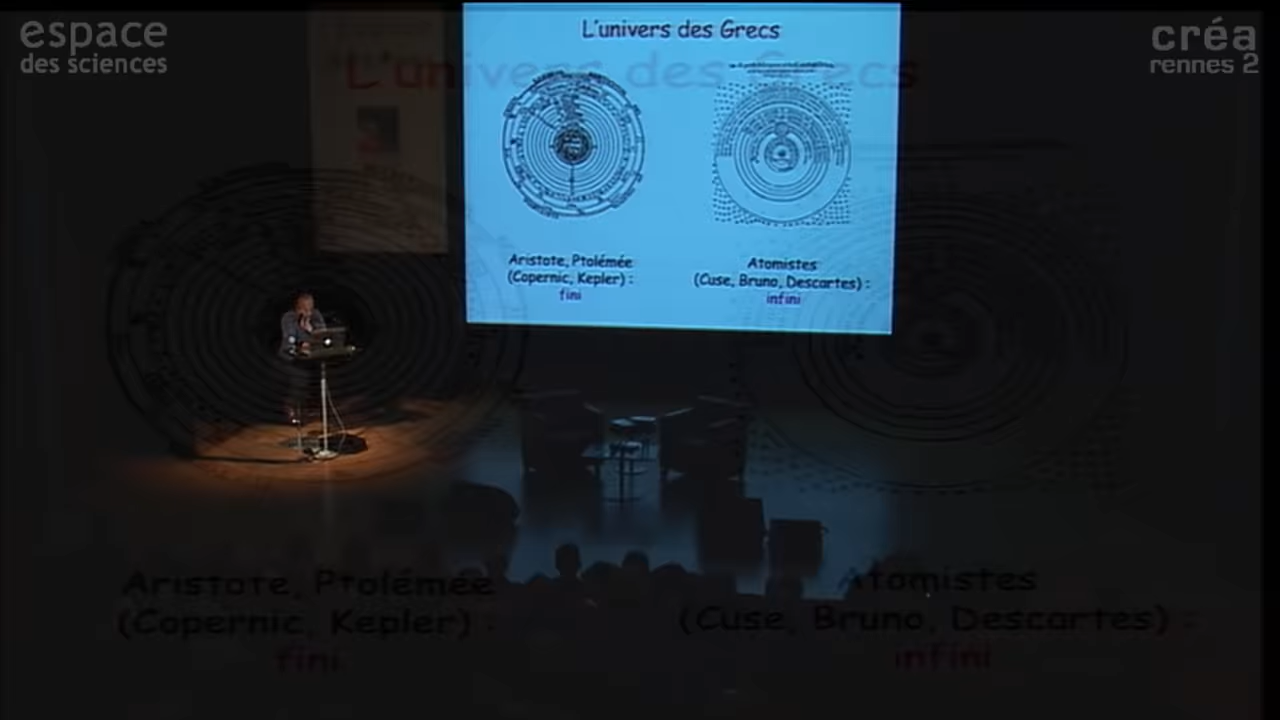 espace
des sciences
créa
rennes 2
L'univers des Grecs
L'univers des Grecs
Aristote, Ptolémée
(Copernic, Kepler) :
fini
Atomistes
(Cuse, Bruno, Descartes) :
infini
Aristote, Ptolémée
(Copernic, Kepler) :
fini
Atomistes
(Cuse, Bruno, Descartes) :
infini